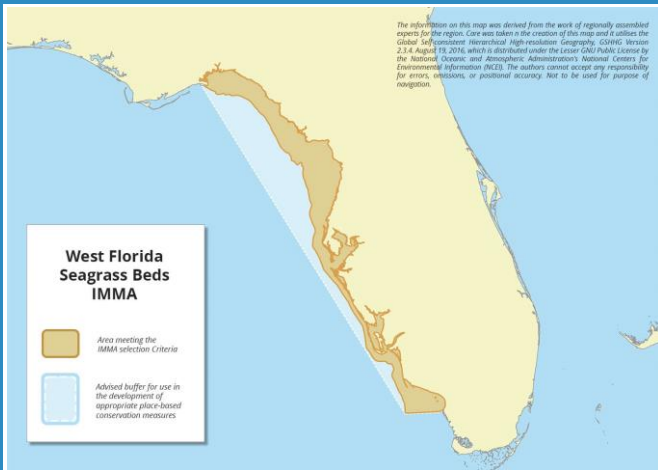 The information on this map was derived from the work of regionally assembled
experts for the region. Care was taken n the creation of this map and it utilises the
Global Self-consistent Hierarchical High-resolution Geography, GSHHG Version
2.3.4. August 19, 2016, which is distributed under the Lesser GNU Public License by
the National Oceanic and Atmospheric Administration's National Centers for
Environmental Information (NCEI). The authors cannot accept any responsibility
for errors, omissions, or positional accuracy. Not to be used for purpose of
navigation.
West Florida
Seagrass Beds
IMMA
Area meeting the
IMMA selection Criteria
Advised buffer for use in
the development of
appropriate place-based
conservation measures